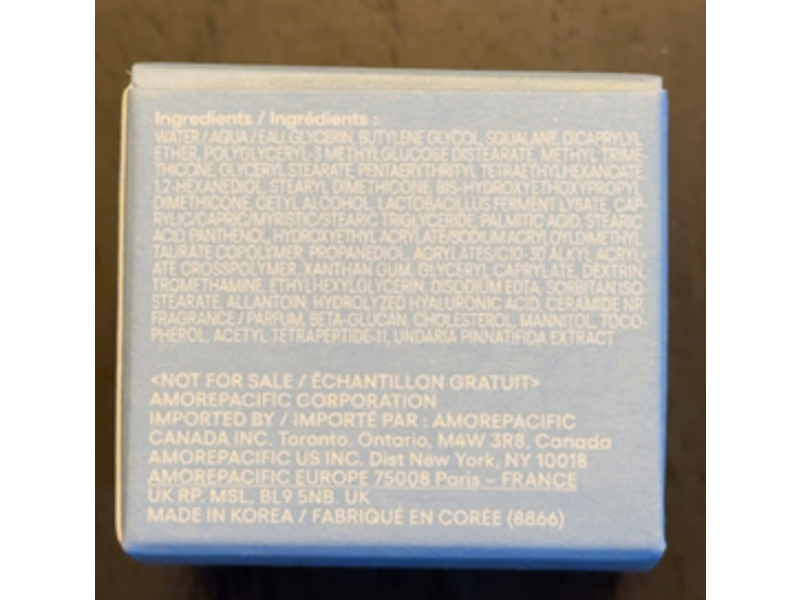 Ingredients / Ingrédients :
WATER / AQUA / EAU, GLYCERIN, BUTYLENE GLYCOL, SQUALANE, DICAPRYLYL
ETHER, POLYGLYCERYL-3 METHYLGLUCOSE DISTEARATE, METHYL TRIME-
THICONE, GLYCERYL STEARATE, PENTAERYTHRITYL TETRAETHYLHEXANOATE,
1,2-HEXANEDIOL, STEARYL DIMETHICONE, BIS-HYDROXYETHOXYPROPYL
DIMETHICONE, CETYL ALCOHOL, LACTOBACILLUS FERMENT LYSATE, CAP-
RYLIC/CAPRIC/MYRISTIC/STEARIC TRIGLYCERIDE, PALMITIC ACID, STEARIC
ACID, PANTHENOL, HYDROXYETHYL ACRYLATE/SODIUM ACRYLOYLDIMETHYL
TAURATE COPOLYMER, PROPANEDIOL, ACRYLATES/C10-30 ALKYL ACRYL-
ATE CROSSPOLYMER, XANTHAN GUM, GLYCERYL CAPRYLATE, DEXTRIN,
TROMETHAMINE, ETHYLHEXYLGLYCERIN, DISODIUM EDTA, SORBITAN ISO
STEARATE, ALLANTOIN, HYDROLYZED HYALURONIC ACID, CERAMIDE NP,
FRAGRANCE / PARFUM, BETA-GLUCAN, CHOLESTEROL, MANNITOL, TOCO-
PHEROL, ACETYL TETRAPEPTIDE-11, UNDARIA PINNATIFIDA EXTRACT
<NOT FOR SALE / ÉCHANTILLON GRATUIT>
AMOREPACIFIC CORPORATION
IMPORTED BY / IMPORTÉ PAR : AMOREPACIFIC
CANADA INC. Toronto, Ontario, M4W 3R8, Canada
AMOREPACIFIC US INC. Dist New York, NY 10018
AMOREPACIFIC EUROPE 75008 Paris – FRANCE
UK RP. MSL, BL9 5NB. UK
MADE IN KOREA / FABRIQUÉ EN CORÉE (8866)